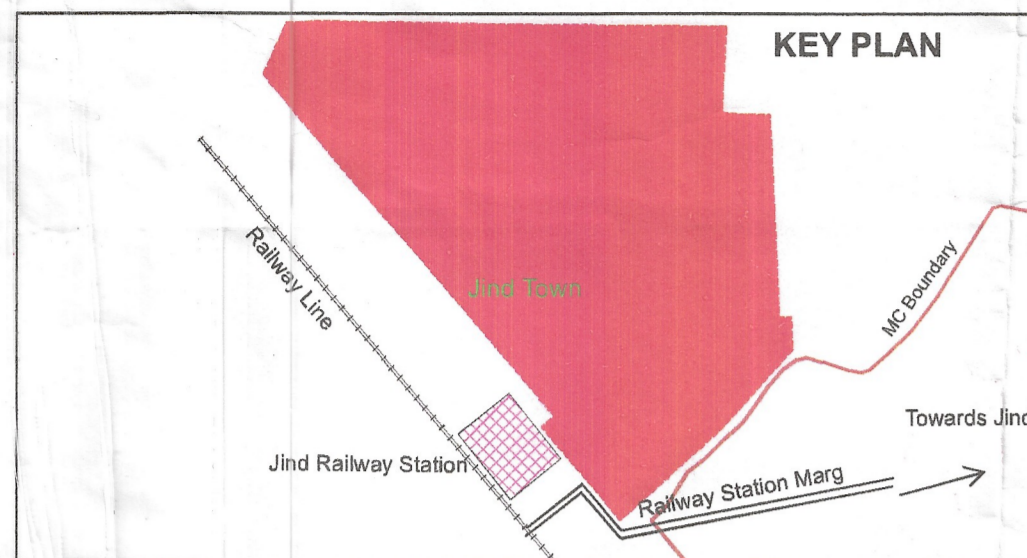 KEY PLAN
Railway Line
Jind Town
MC Boundary
Towards Jind
Jind Railway Station
Railway Station Marg